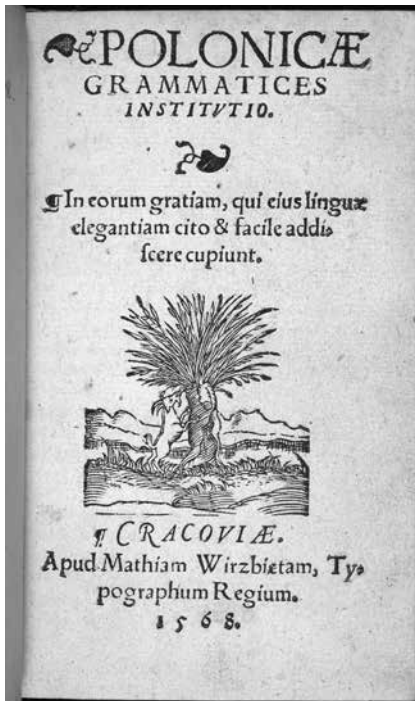 POLONICÆ
GRAMMATICES
INSTITVTIO.
¶In eorum gratiam, qui eius linguæ
elegantiam cito & facile addi-
scere cupiunt.
¶ CRACOVIÆ.
Apud Mathiam Wirzbiętam, Ty-
pographum Regium.
1568.